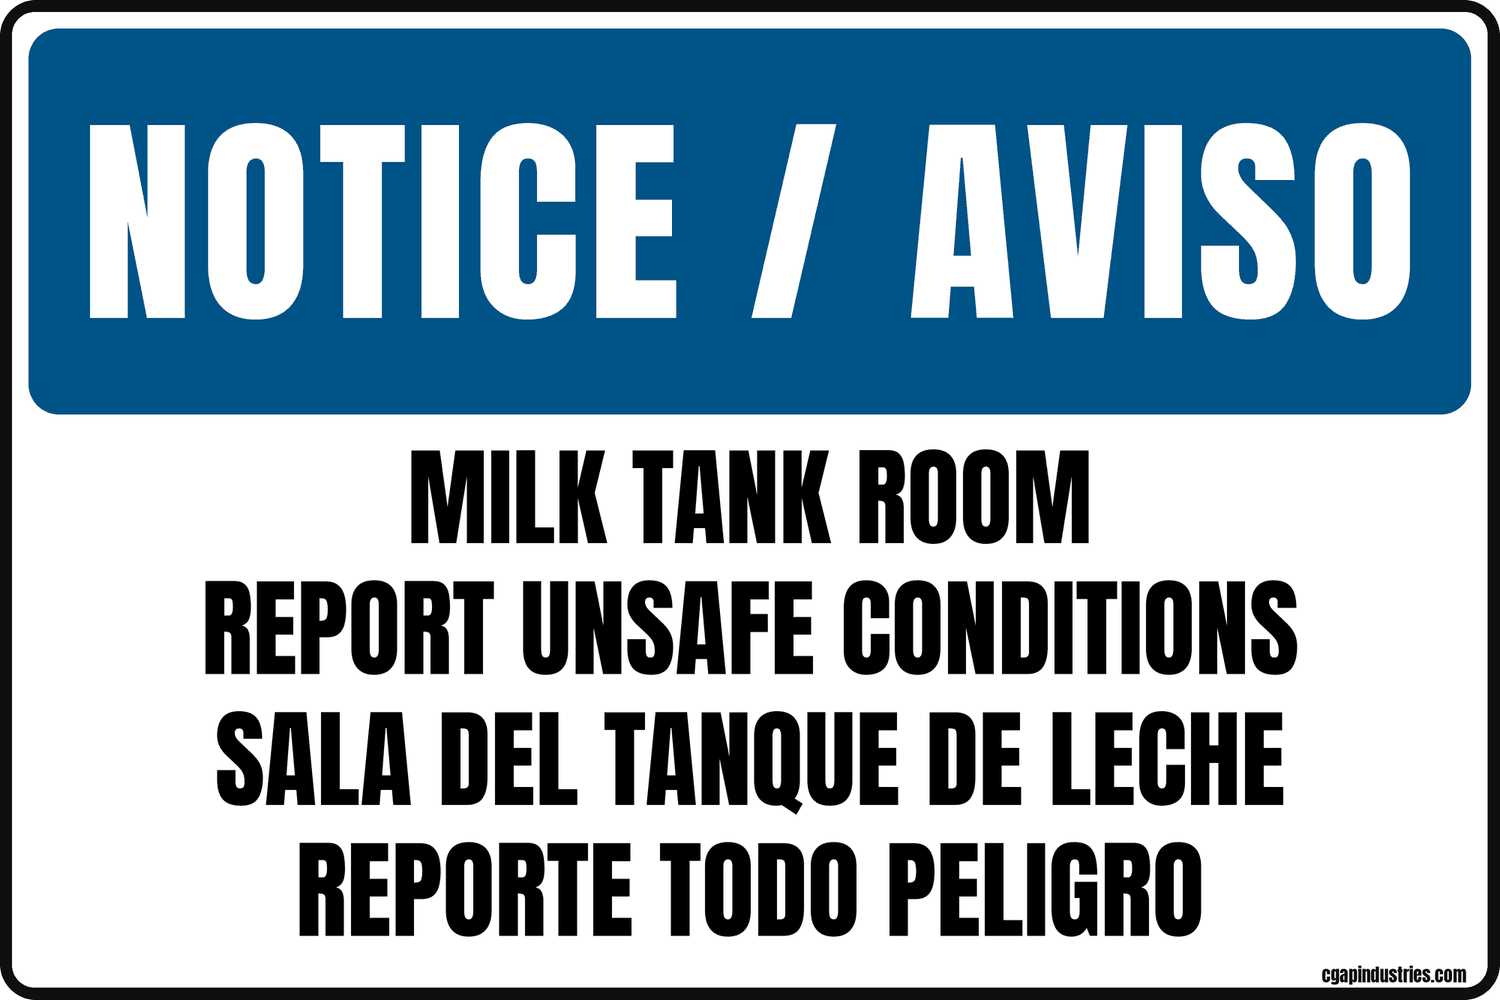 NOTICE / AVISO
MILK TANK ROOM
REPORT UNSAFE CONDITIONS
SALA DEL TANQUE DE LECHE
REPORTE TODO PELIGRO
cgapindustries.com